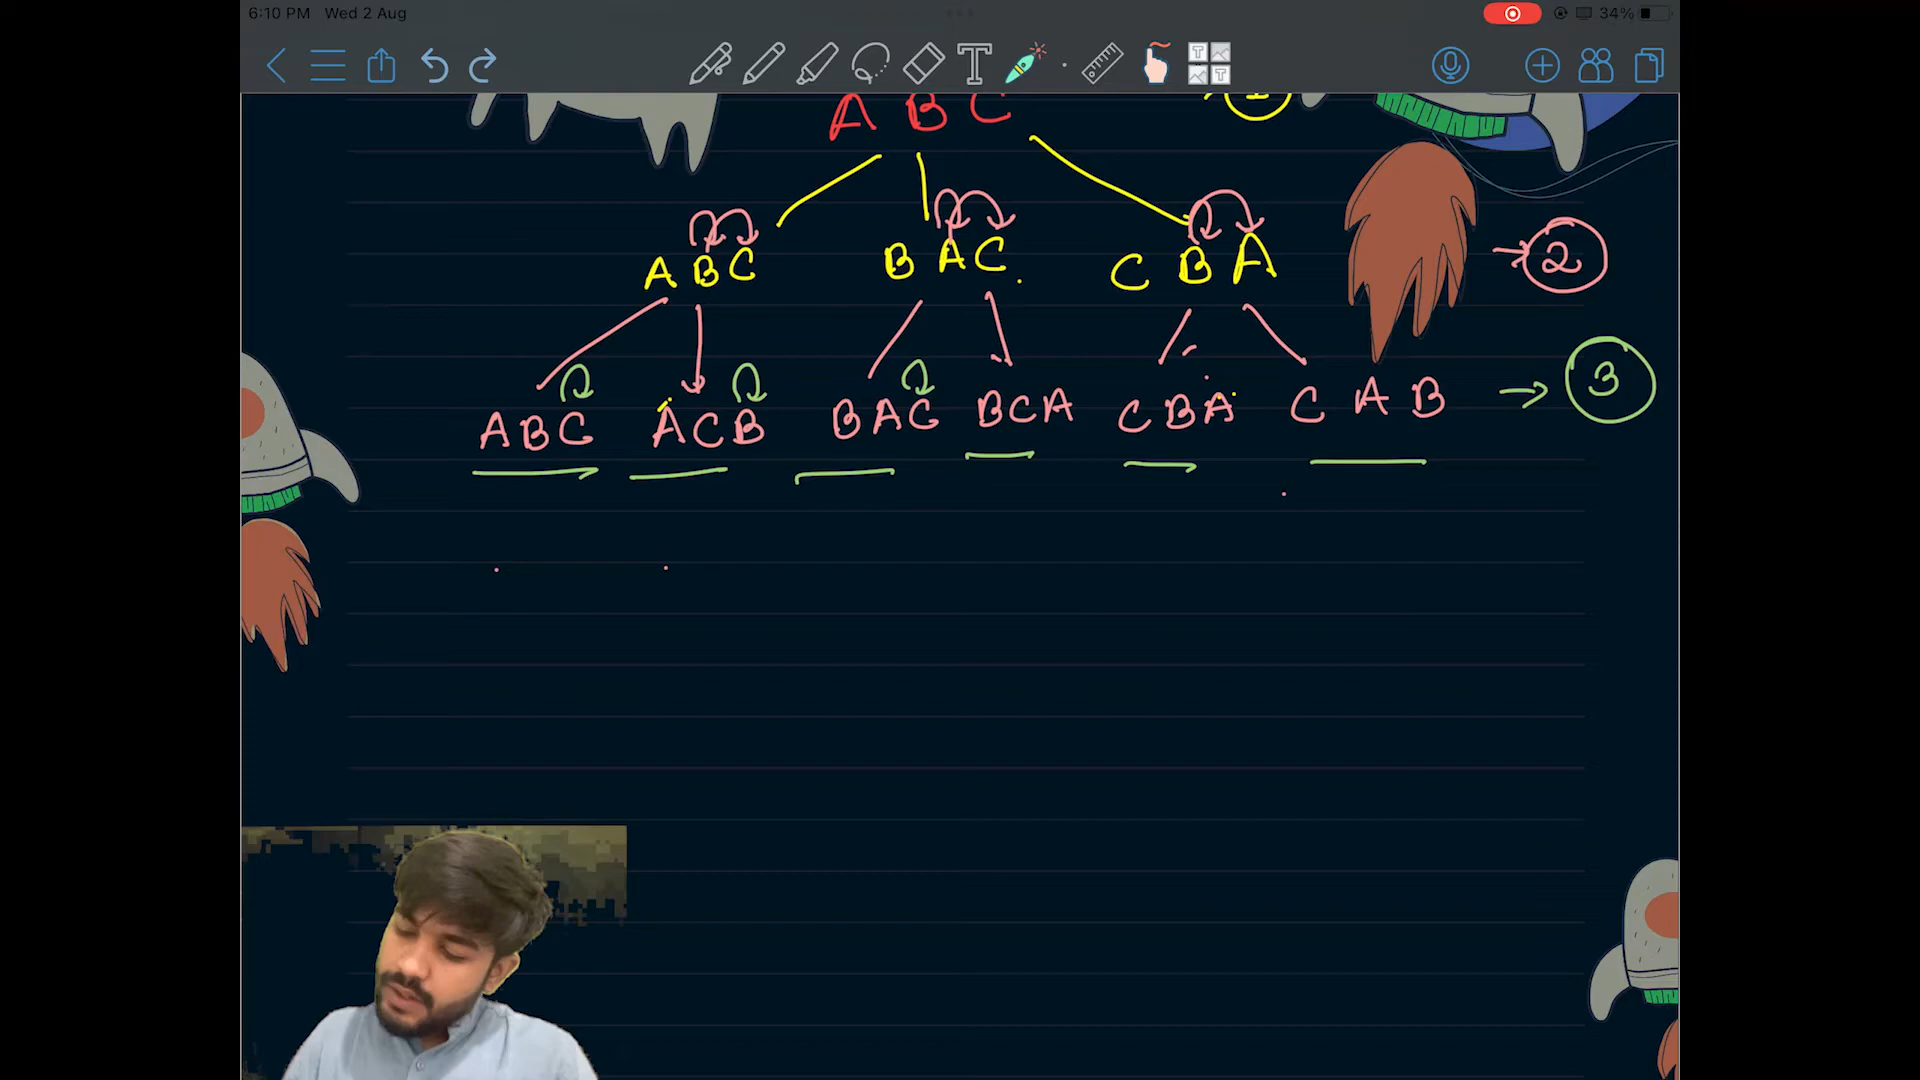 6:10 PM Wed 2 Aug
34%
A B C
1
A B C B A C. C B A → 2
A B C A C B B A C B C A C B A C A B → 3